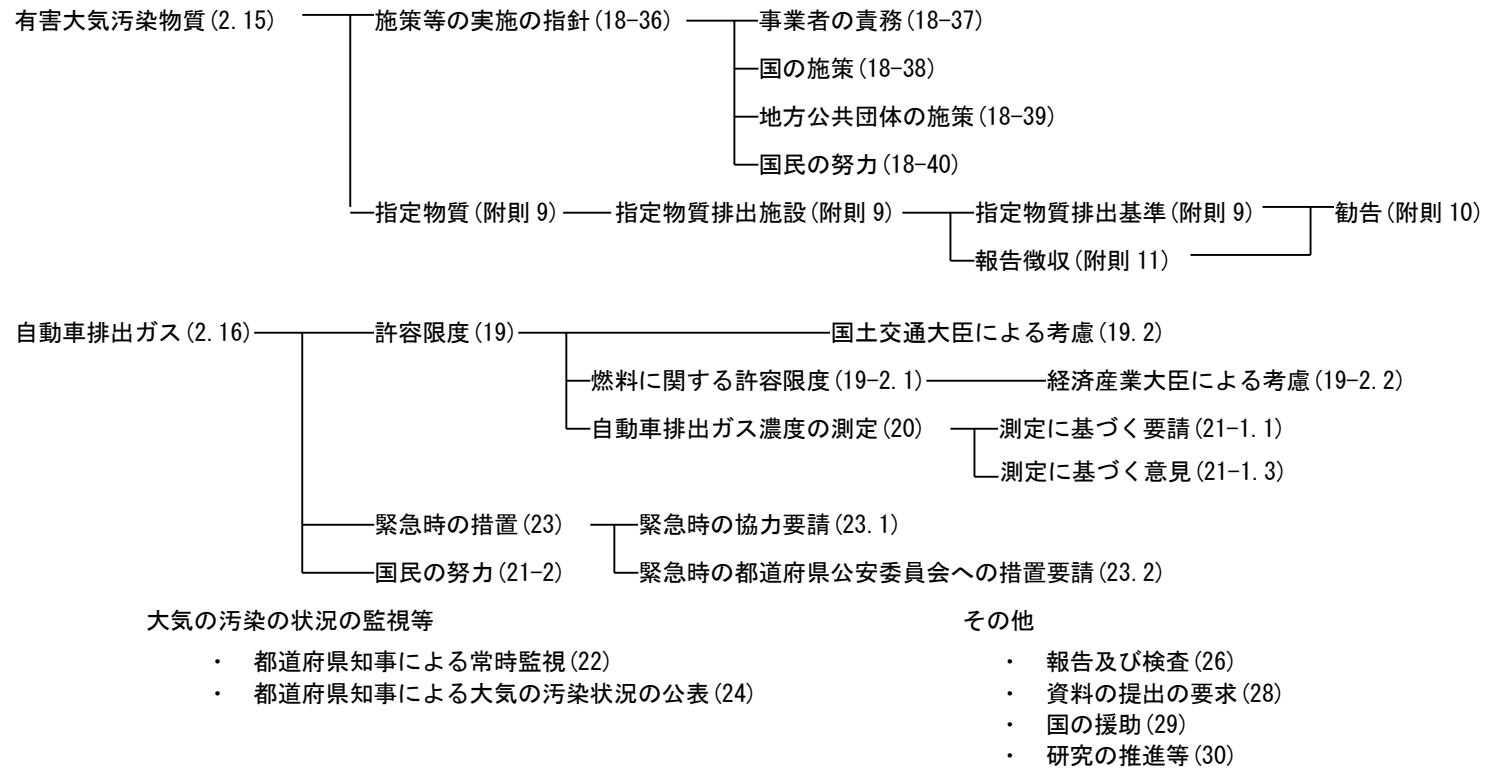 有害大気汚染物質(2.15) 施策等の実施の指針(18-36) 事業者の責務(18-37)
国の施策(18-38)
地方公共団体の施策(18-39)
国民の努力(18-40)
指定物質(附則 9) 指定物質排出施設(附則 9) 指定物質排出基準(附則 9) 勧告(附則 10)
報告徴収(附則 11)
自動車排出ガス(2.16) 許容限度(19) 国土交通大臣による考慮(19.2)
燃料に関する許容限度(19-2.1) 経済産業大臣による考慮(19-2.2)
自動車排出ガス濃度の測定(20) 測定に基づく要請(21-1.1)
測定に基づく意見(21-1.3)
緊急時の措置(23) 緊急時の協力要請(23.1)
国民の努力(21-2) 緊急時の都道府県公安委員会への措置要請(23.2)
大気の汚染の状況の監視等
・ 都道府県知事による常時監視(22)
・ 都道府県知事による大気の汚染状況の公表(24)
その他
・ 報告及び検査(26)
・ 資料の提出の要求(28)
・ 国の援助(29)
・ 研究の推進等(30)